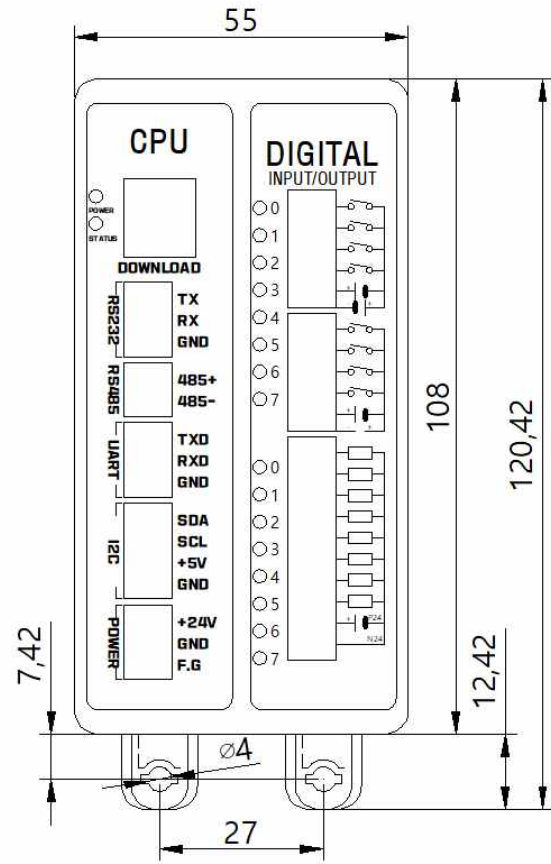 55
CPU
POWER
STATUS
DOWNLOAD
RS232
TX
RX
GND
RS485
485+
485-
UART
TXD
RXD
GND
I2C
SDA
SCL
+5V
GND
POWER
+24V
GND
F.G
DIGITAL
INPUT/OUTPUT
0
1
2
3
4
5
6
7
0
1
2
3
4
5
6
7
+
+
+
+
P24
N24
108
120,42
7,42
12,42
⌀4
27